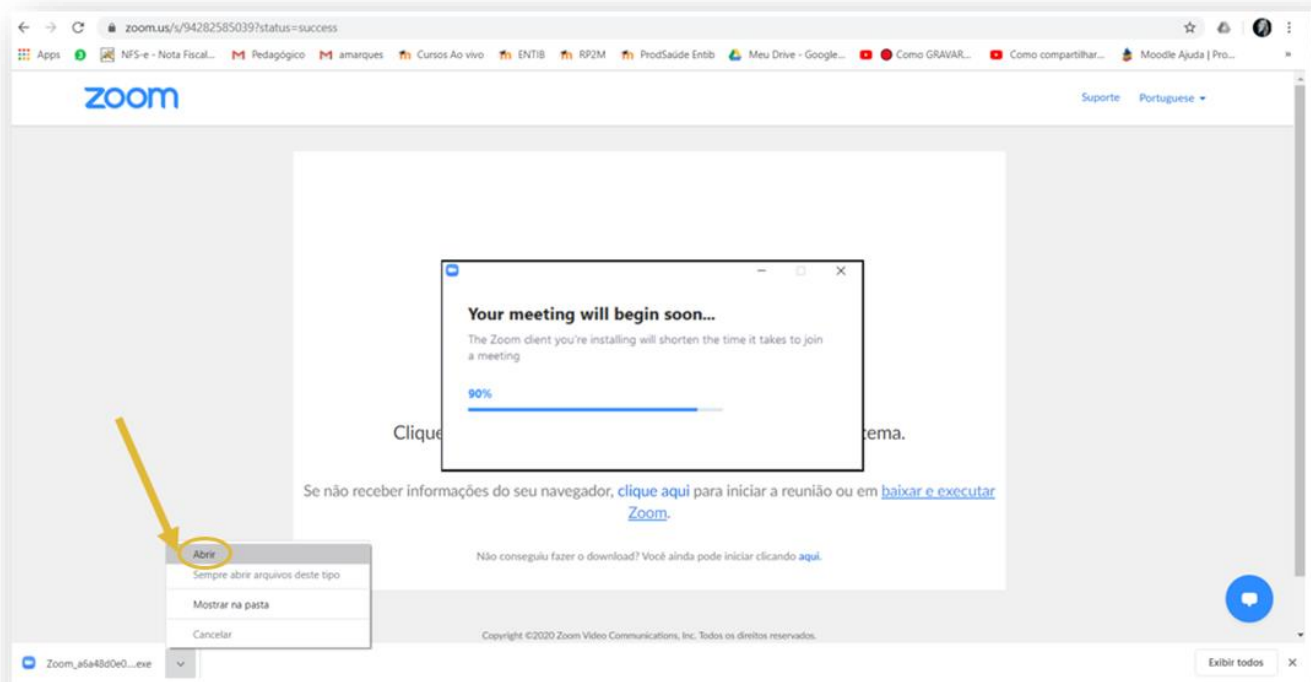 zoom.us/s/94282585039?status=success
Apps NFS-e - Nota Fiscal... Pedagógico amarques Cursos Ao vivo ENTIB RP2M ProdSaúde Entib Meu Drive - Google... Como GRAVAR... Como compartilhar... Moodle Ajuda | Pro... »
zoom Suporte Portuguese
Your meeting will begin soon...
The Zoom client you're installing will shorten the time it takes to join
a meeting
90%
Clique tema.
Se não receber informações do seu navegador, clique aqui para iniciar a reunião ou em baixar e executar
Zoom.
Não conseguiu fazer o download? Você ainda pode iniciar clicando aqui.
Abrir
Sempre abrir arquivos deste tipo
Mostrar na pasta
Cancelar
Copyright ©2020 Zoom Video Communications, Inc. Todos os direitos reservados.
Zoom_a6a48d0e0....exe Exibir todos